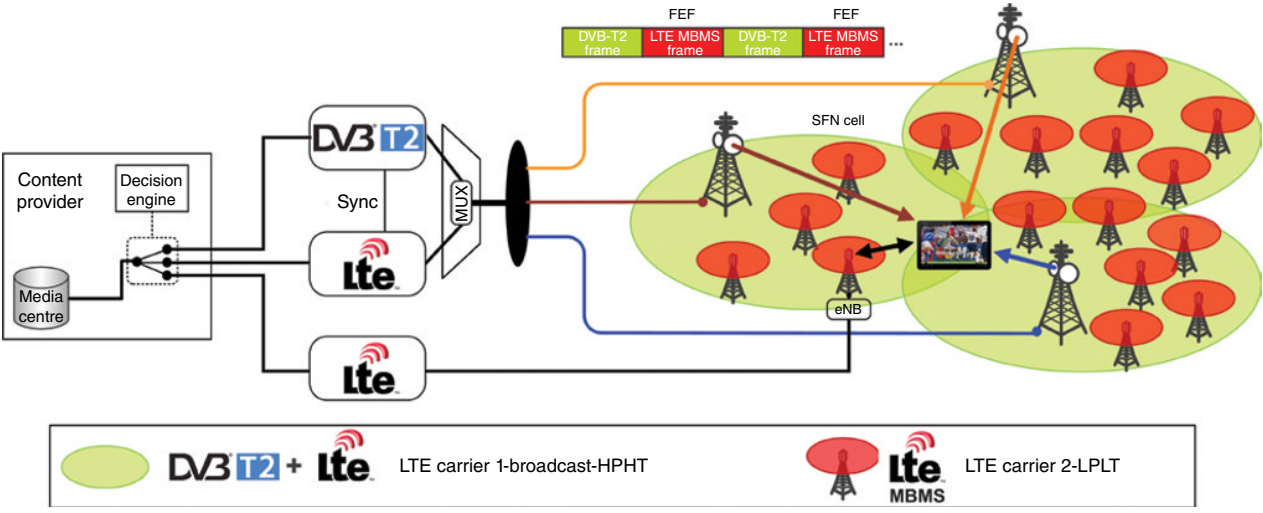 FEF
FEF
DVB-T2
frame
LTE MBMS
frame
DVB-T2
frame
LTE MBMS
frame
...
SFN cell
Content
provider
Decision
engine
Media
centre
DVB T2
Sync
Lte
MUX
Lte
eNB
DVB T2 + Lte LTE carrier 1-broadcast-HPHT
Lte
MBMS
LTE carrier 2-LPLT